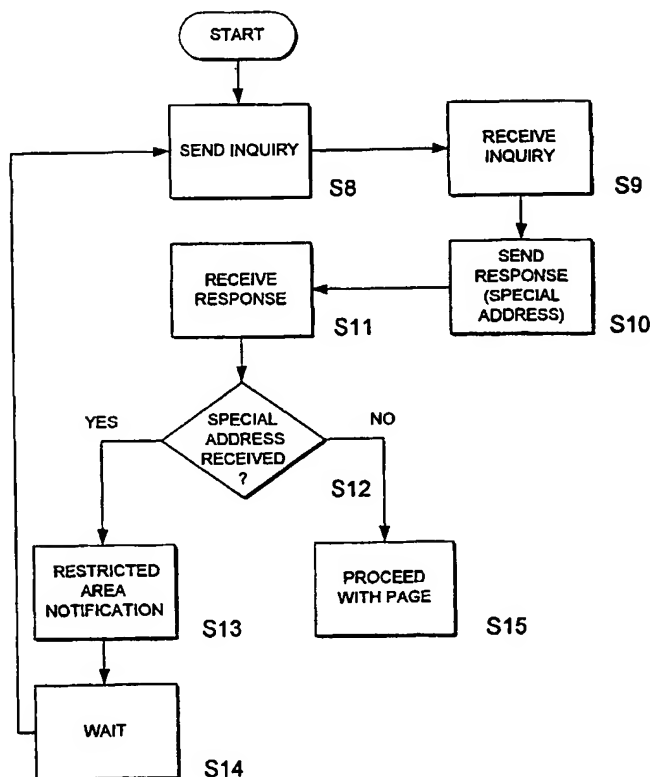 START
SEND INQUIRY
S8
RECEIVE
INQUIRY
S9
SEND
RESPONSE
(SPECIAL
ADDRESS)
S10
RECEIVE
RESPONSE
S11
SPECIAL
ADDRESS
RECEIVED
?
S12
YES
NO
RESTRICTED
AREA
NOTIFICATION
S13
PROCEED
WITH PAGE
S15
WAIT
S14